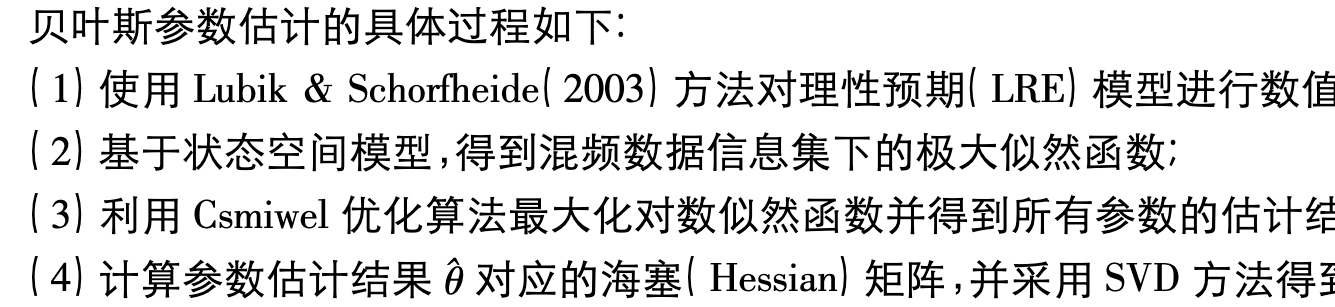 贝叶斯参数估计的具体过程如下:
(1) 使用 Lubik & Schorfheide(2003) 方法对理性预期(LRE) 模型进行数值
(2) 基于状态空间模型,得到混频数据信息集下的极大似然函数;
(3) 利用 Csmiwel 优化算法最大化对数似然函数并得到所有参数的估计结
(4) 计算参数估计结果 θ̂ 对应的海塞(Hessian) 矩阵,并采用 SVD 方法得到